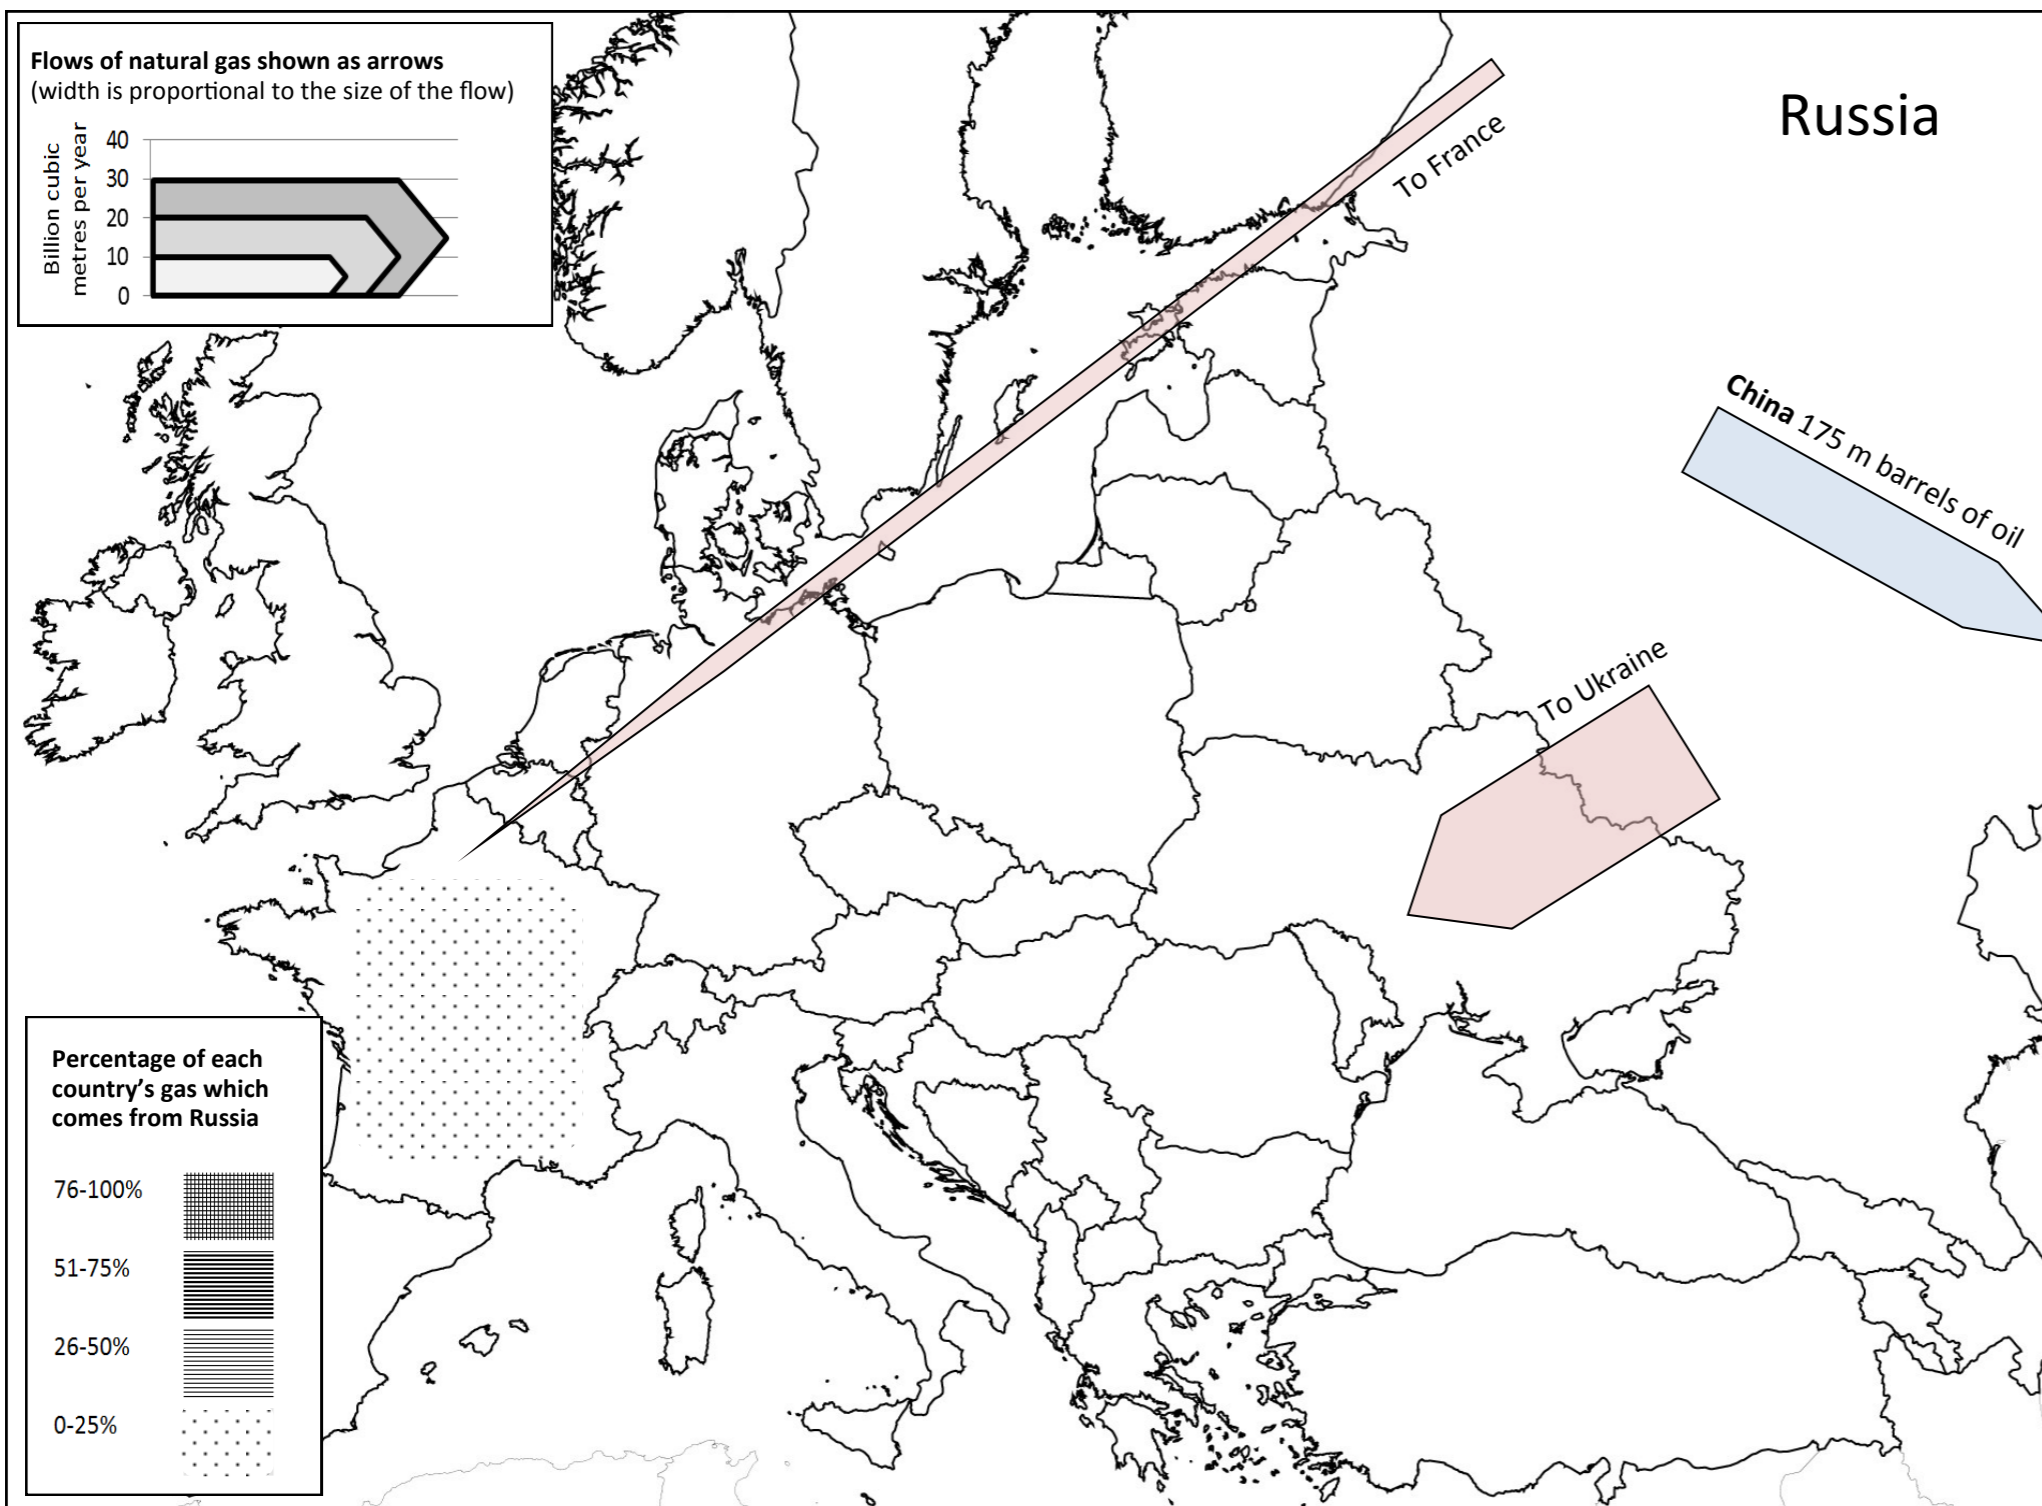 Flows of natural gas shown as arrows
(width is proportional to the size of the flow)
Billion cubic
metres per year
40
30
20
10
0
Russia
To France
China 175 m barrels of oil
To Ukraine
Percentage of each
country's gas which
comes from Russia
76-100%
51-75%
26-50%
0-25%